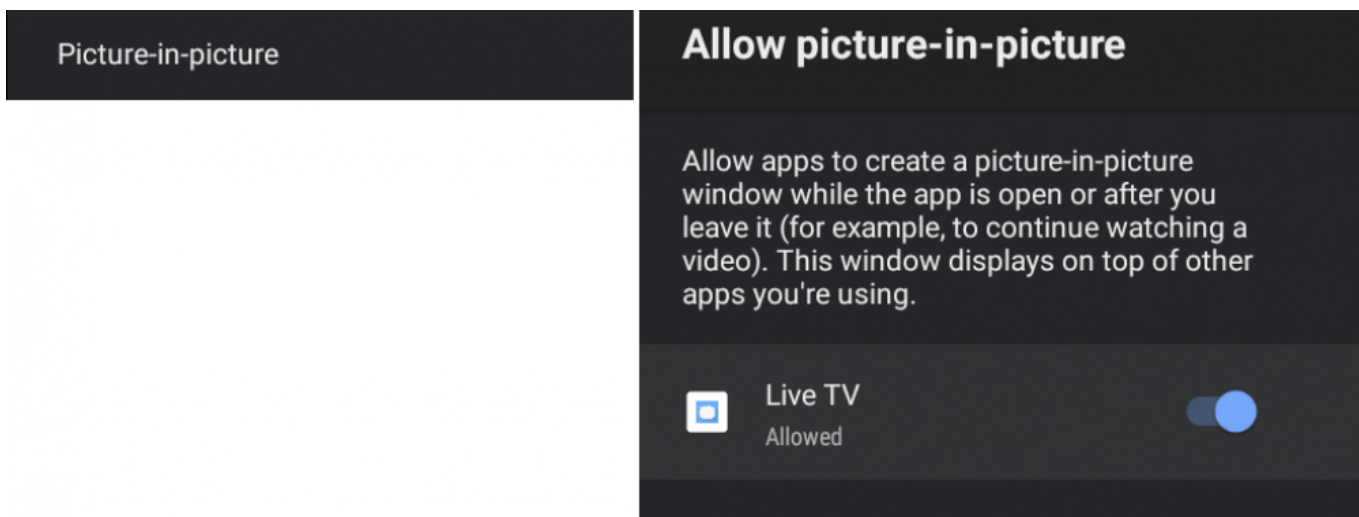 Picture-in-picture
Allow picture-in-picture
Allow apps to create a picture-in-picture
window while the app is open or after you
leave it (for example, to continue watching a
video). This window displays on top of other
apps you're using.
Live TV
Allowed